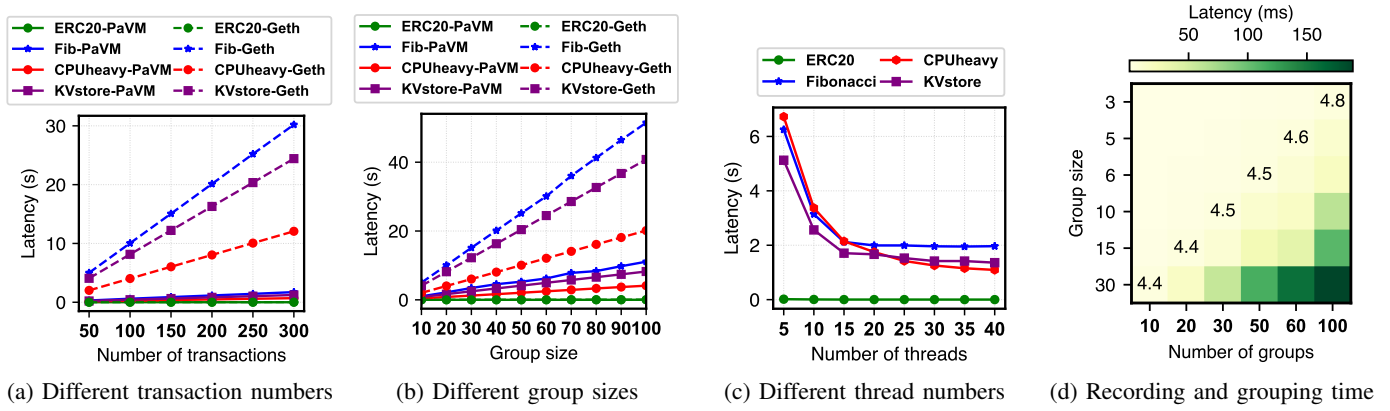 ERC20-PaVM ERC20-Geth
Fib-PaVM Fib-Geth
CPUheavy-PaVM CPUheavy-Geth
KVstore-PaVM KVstore-Geth
30
20
10
0
Latency (s)
50 100 150 200 250 300
Number of transactions
(a) Different transaction numbers
ERC20-PaVM ERC20-Geth
Fib-PaVM Fib-Geth
CPUheavy-PaVM CPUheavy-Geth
KVstore-PaVM KVstore-Geth
40
20
0
Latency (s)
10 20 30 40 50 60 70 80 90 100
Group size
(b) Different group sizes
ERC20 CPUheavy
Fibonacci KVstore
6
4
2
0
Latency (s)
5 10 15 20 25 30 35 40
Number of threads
(c) Different thread numbers
Latency (ms)
50 100 150
3 4.8
5 4.6
6 4.5
10 4.5
15 4.4
30 4.4
Group size
10 20 30 50 60 100
Number of groups
(d) Recording and grouping time